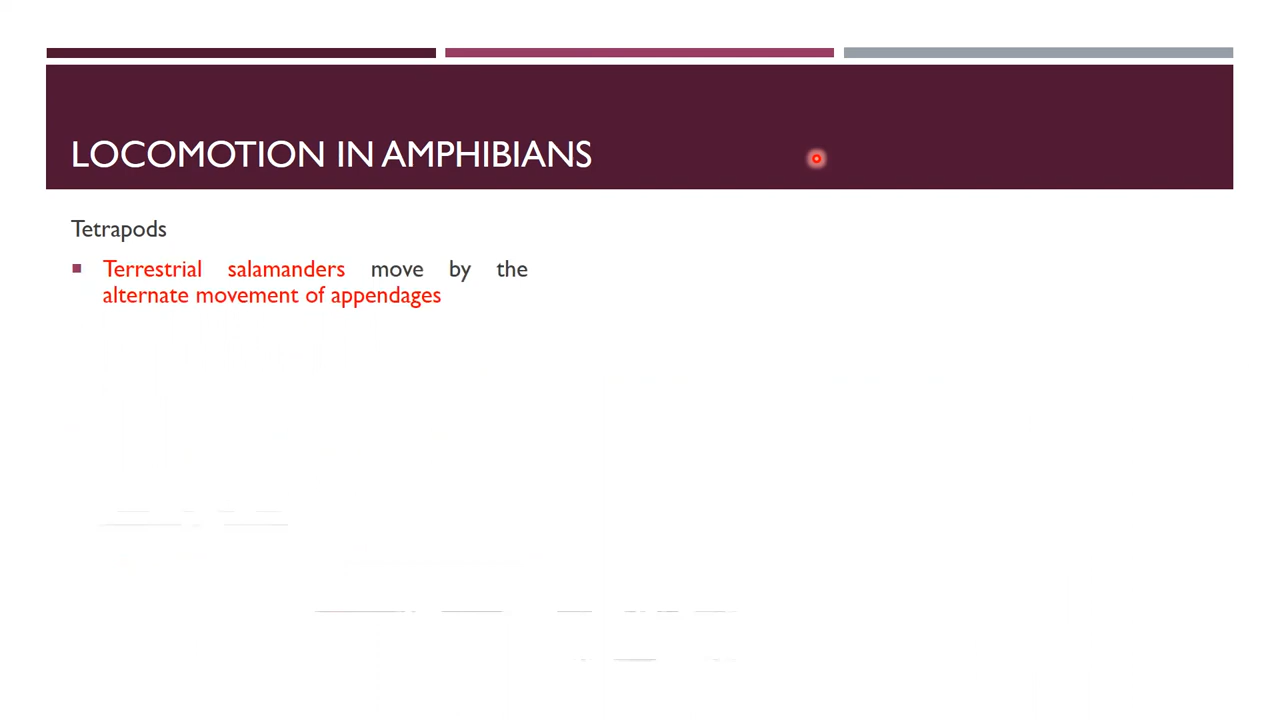 LOCOMOTION IN AMPHIBIANS
Tetrapods
Terrestrial salamanders move by the
alternate movement of appendages